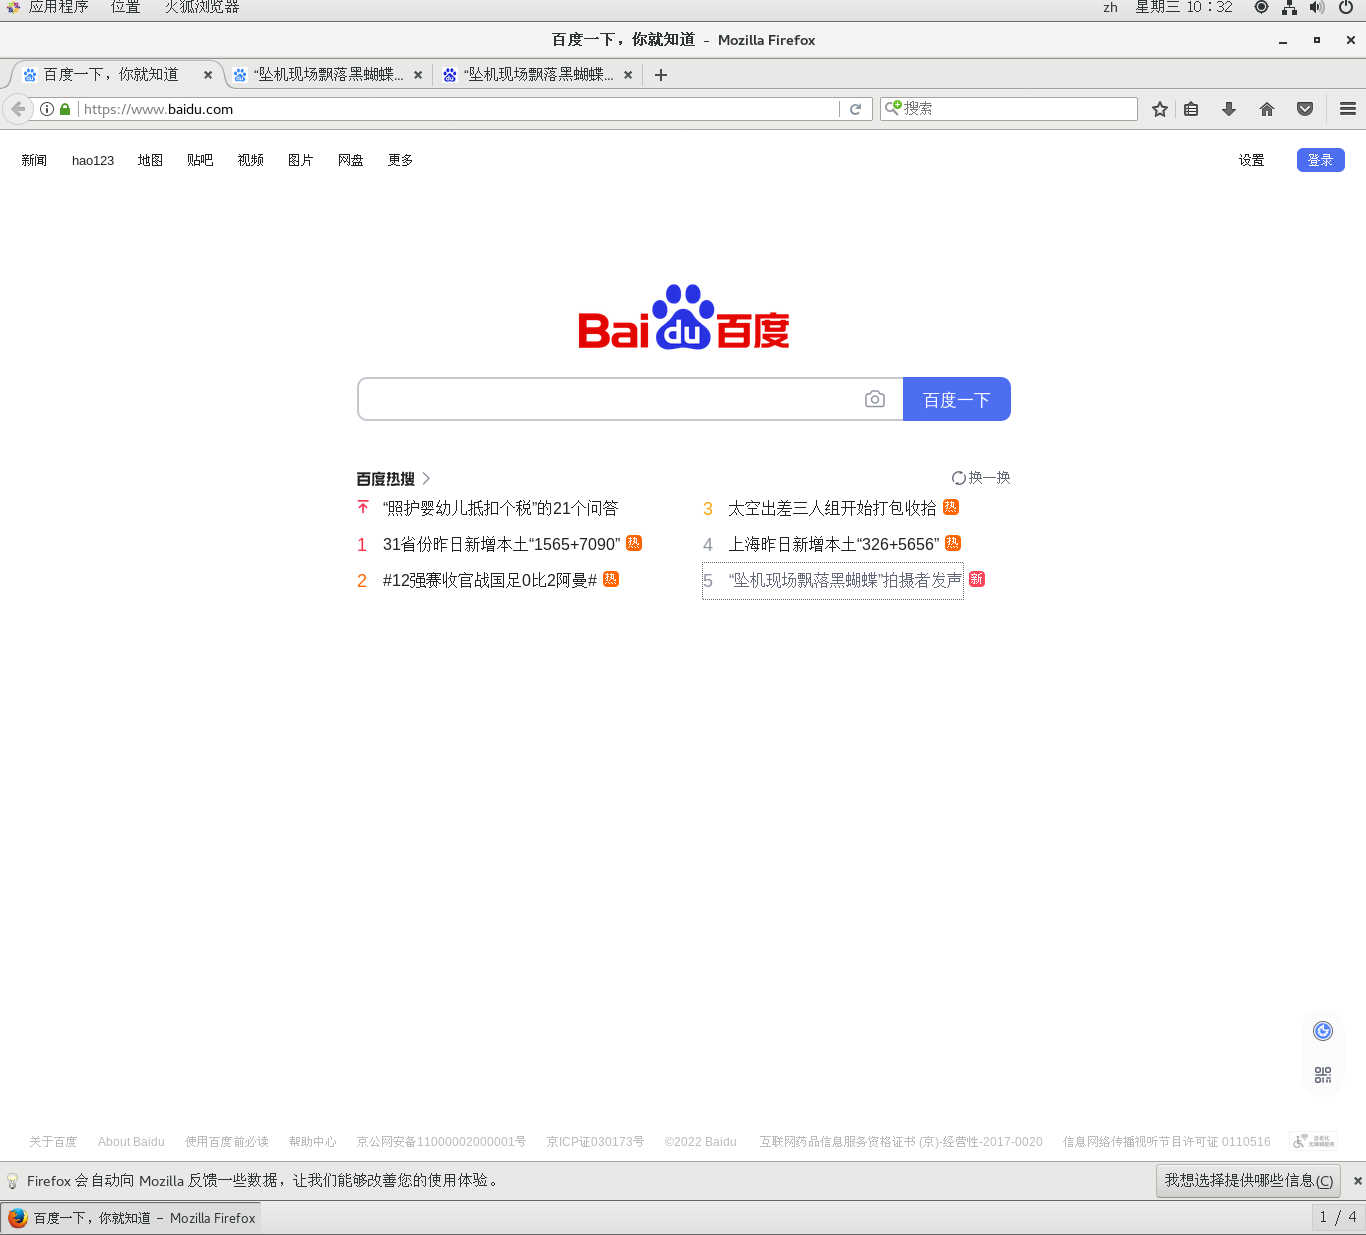 应用程序 位置 火狐浏览器 zh 星期三 10：32
百度一下，你就知道 - Mozilla Firefox
百度一下，你就知道 “坠机现场飘落黑蝴蝶... “坠机现场飘落黑蝴蝶...
https://www.baidu.com 搜索
新闻 hao123 地图 贴吧 视频 图片 网盘 更多 设置 登录
Bai du 百度
百度一下
百度热搜 换一换
“照护婴幼儿抵扣个税”的21个问答
1 31省份昨日新增本土“1565+7090” 热
2 #12强赛收官战国足0比2阿曼# 热
3 太空出差三人组开始打包收拾 热
4 上海昨日新增本土“326+5656” 热
5 “坠机现场飘落黑蝴蝶”拍摄者发声 新
关于百度 About Baidu 使用百度前必读 帮助中心 京公网安备11000002000001号 京ICP证030173号 ©2022 Baidu 互联网药品信息服务资格证书 (京)-经营性-2017-0020 信息网络传播视听节目许可证 0110516
Firefox 会自动向 Mozilla 反馈一些数据，让我们能够改善您的使用体验。 我想选择提供哪些信息(C)
百度一下，你就知道 - Mozilla Firefox 1 / 4